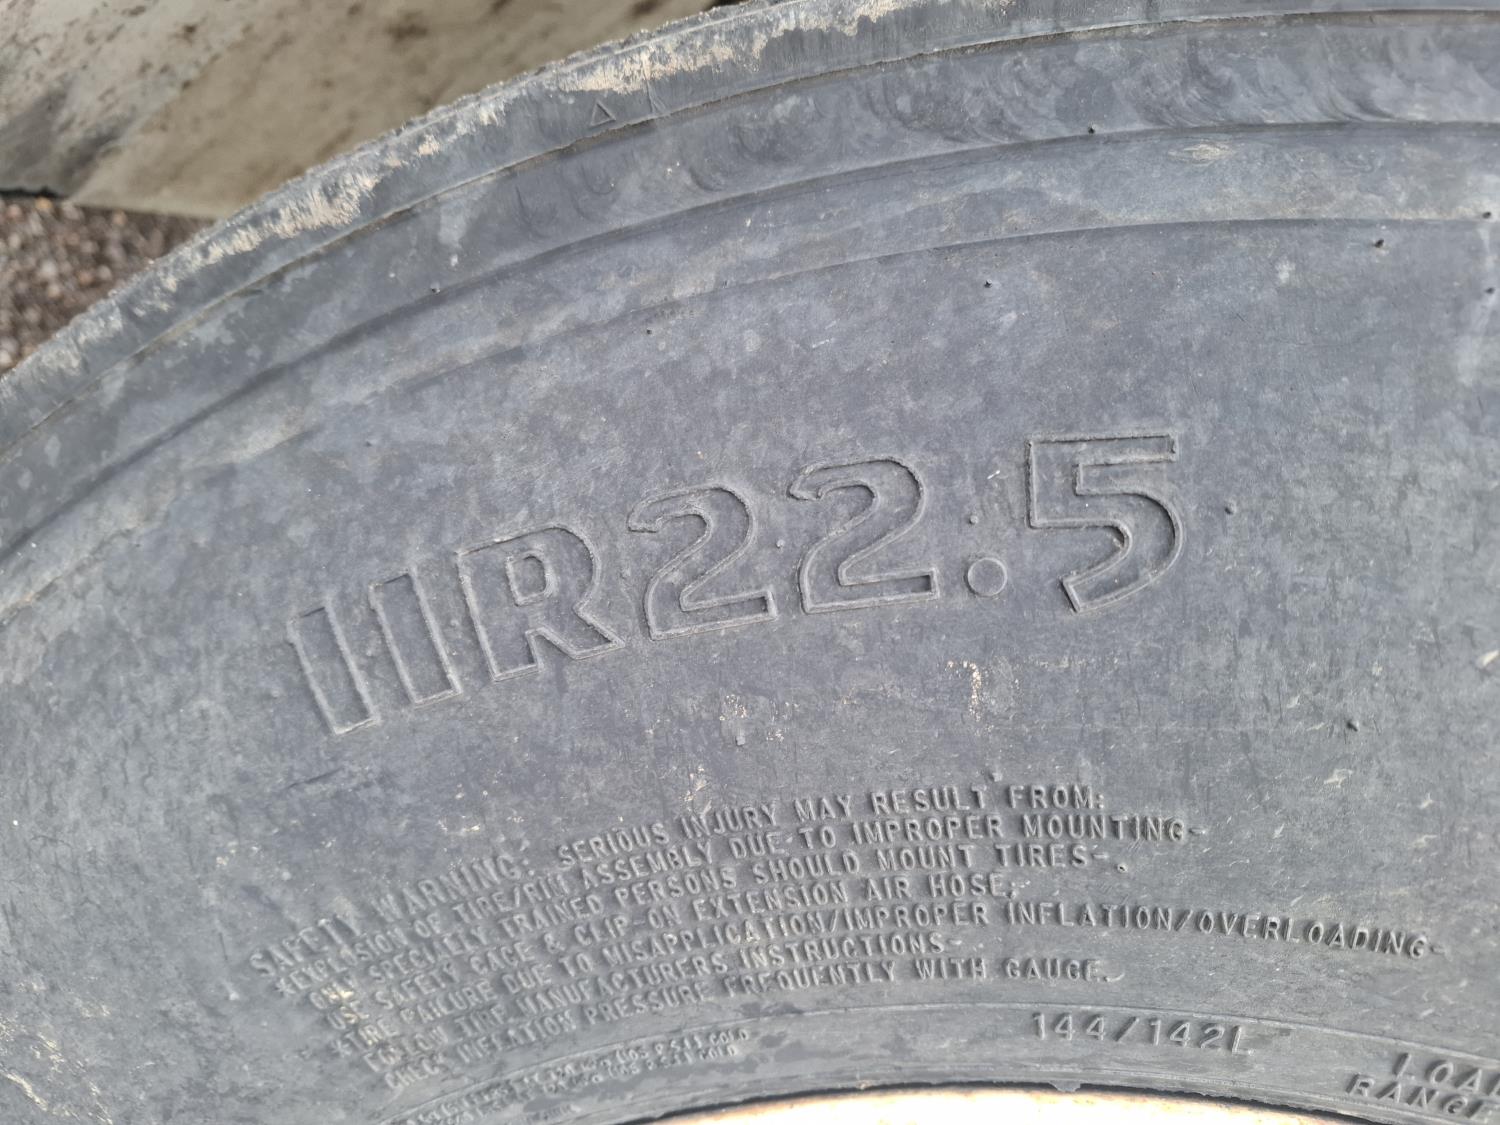 11R22.5
SAFETY WARNING: SERIOUS INJURY MAY RESULT FROM:
*EXPLOSION OF TIRE/RIM ASSEMBLY DUE TO IMPROPER MOUNTING-
ONLY SPECIALLY TRAINED PERSONS SHOULD MOUNT TIRES-.
USE SAFETY CAGE & CLIP-ON EXTENSION AIR HOSE.
*TIRE FAILURE DUE TO MISAPPLICATION/IMPROPER INFLATION/OVERLOADING-
FOLLOW TIRE MANUFACTURERS INSTRUCTIONS-
CHECK INFLATION PRESSURE FREQUENTLY WITH GAUGE.
COLD
COLD
144/142L
LOAD
RANGE